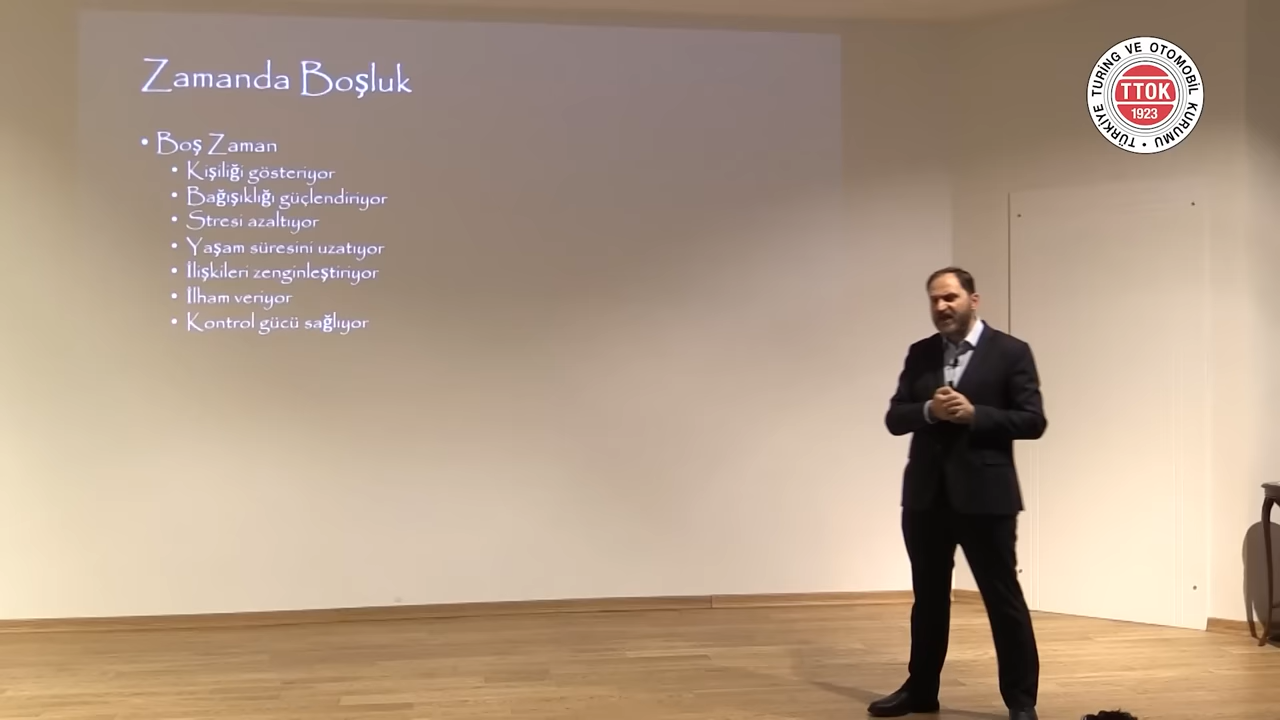 Zamanda Boşluk
• Boş Zaman
• Kişiliği gösteriyor
• Bağışıklığı güçlendiriyor
• Stresi azaltıyor
• Yaşam süresini uzatıyor
• İlişkileri zenginleştiriyor
• İlham veriyor
• Kontrol gücü sağlıyor
TÜRKİYE TURİNG VE OTOMOBİL KURUMU •
TTOK
1923